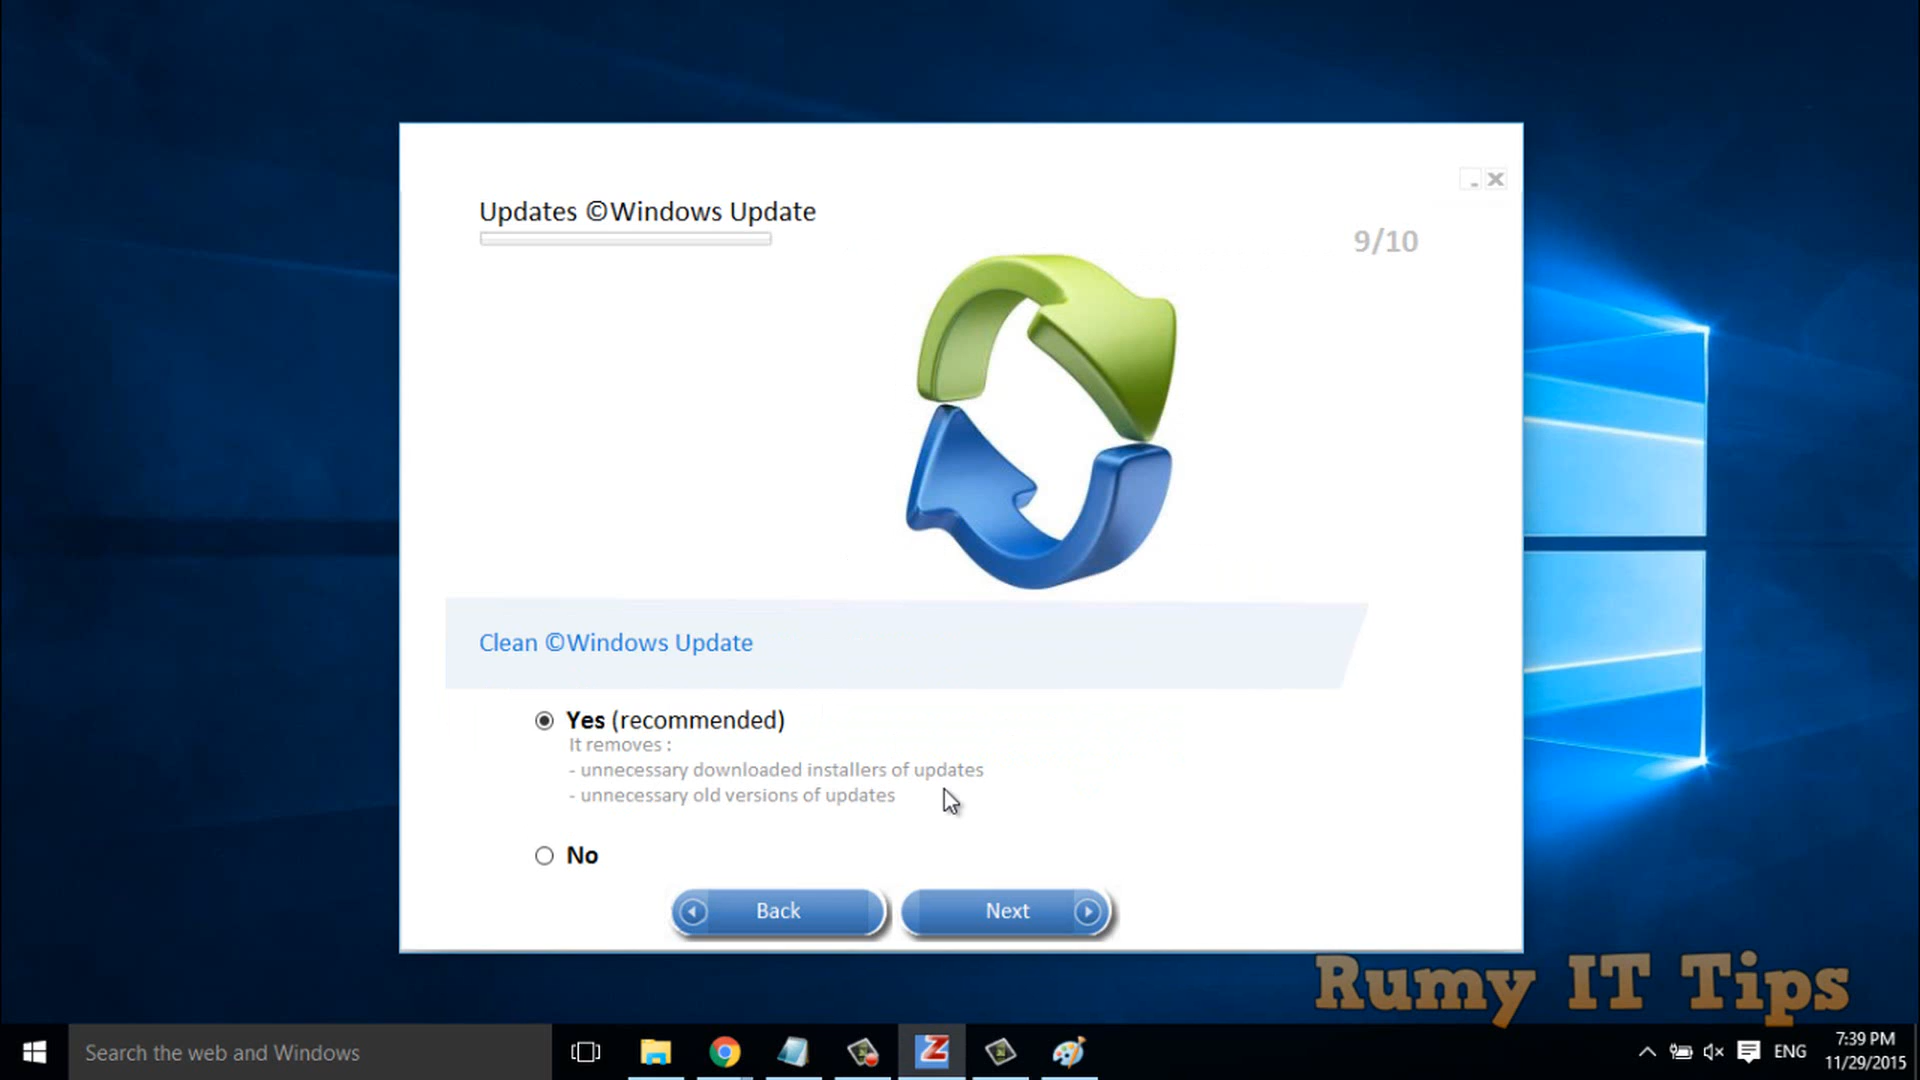 Updates ©Windows Update
9/10
Clean ©Windows Update
Yes (recommended)
It removes :
- unnecessary downloaded installers of updates
- unnecessary old versions of updates
No
Back
Next
Rumy IT Tips
Search the web and Windows
Z
ENG
7:39 PM
11/29/2015